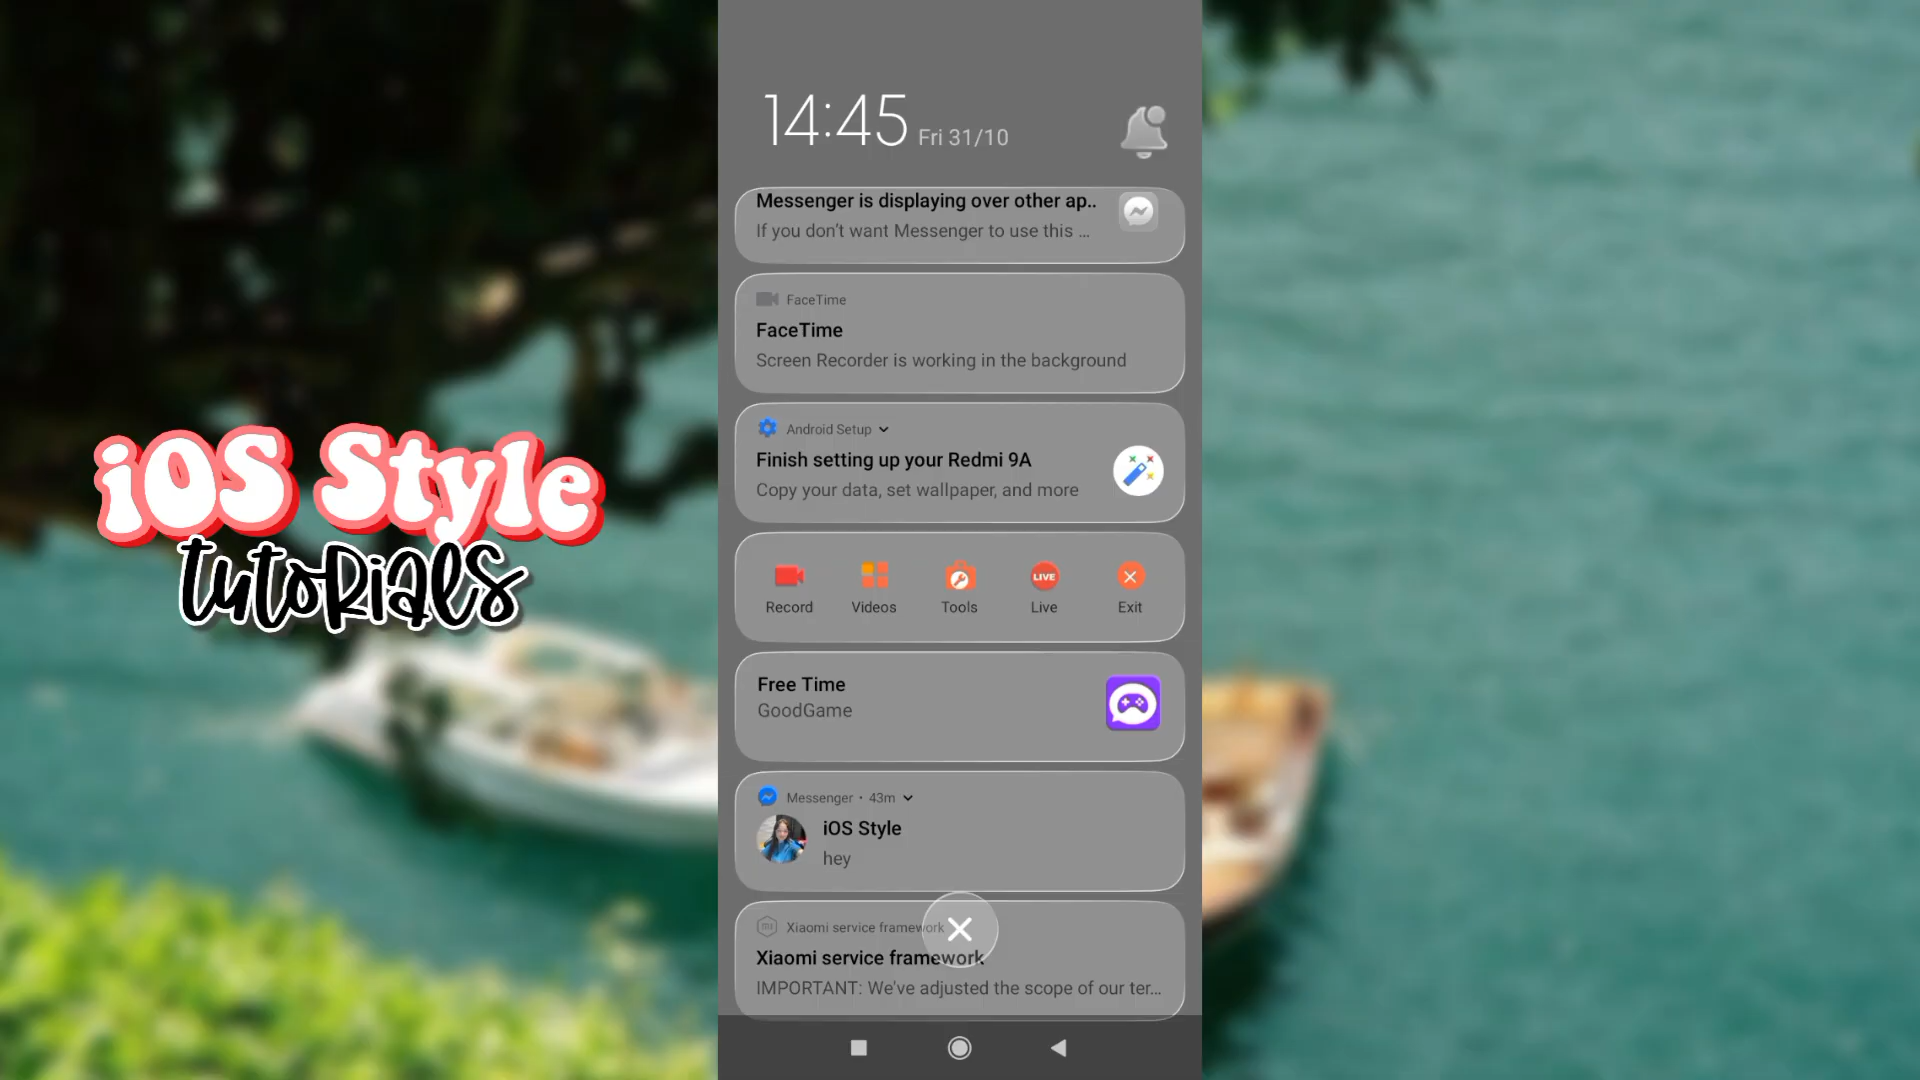 iOS Style
tutorials
14:45 Fri 31/10
Messenger is displaying over other ap..
If you don't want Messenger to use this ...
FaceTime
FaceTime
Screen Recorder is working in the background
Android Setup
Finish setting up your Redmi 9A
Copy your data, set wallpaper, and more
Record Videos Tools LIVE Live Exit
Free Time
GoodGame
Messenger • 43m
iOS Style
hey
Xiaomi service framework
Xiaomi service framework
IMPORTANT: We've adjusted the scope of our ter...